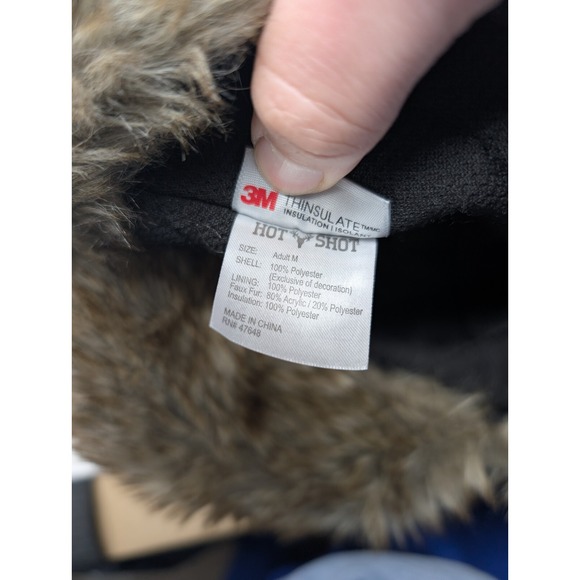 3M THINSULATE™MMC
INSULATION | ISOLANT
HOT SHOT
SIZE: Adult M
SHELL: 100% Polyester
(Exclusive of decoration)
LINING: 100% Polyester
Faux Fur: 80% Acrylic / 20% Polyester
Insulation: 100% Polyester
MADE IN CHINA
RN# 47648